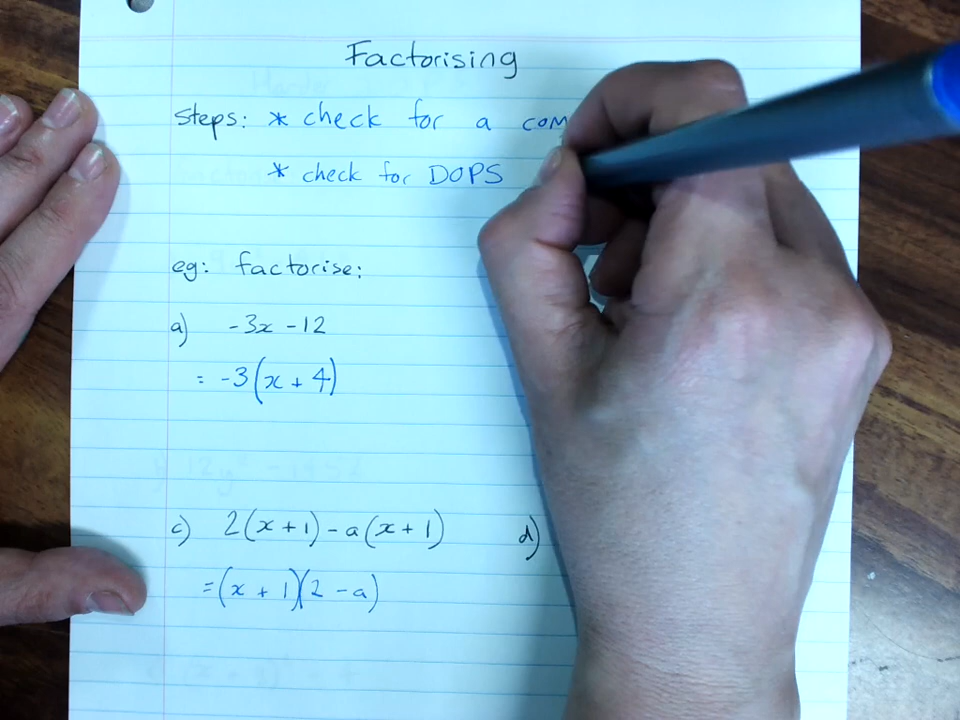 Factorising
steps: * check for a com
* check for DOPS
eg: factorise:
a) -3x - 12
= -3(x + 4)
c) 2(x+1) - a(x+1) d)
= (x + 1)(2 - a)